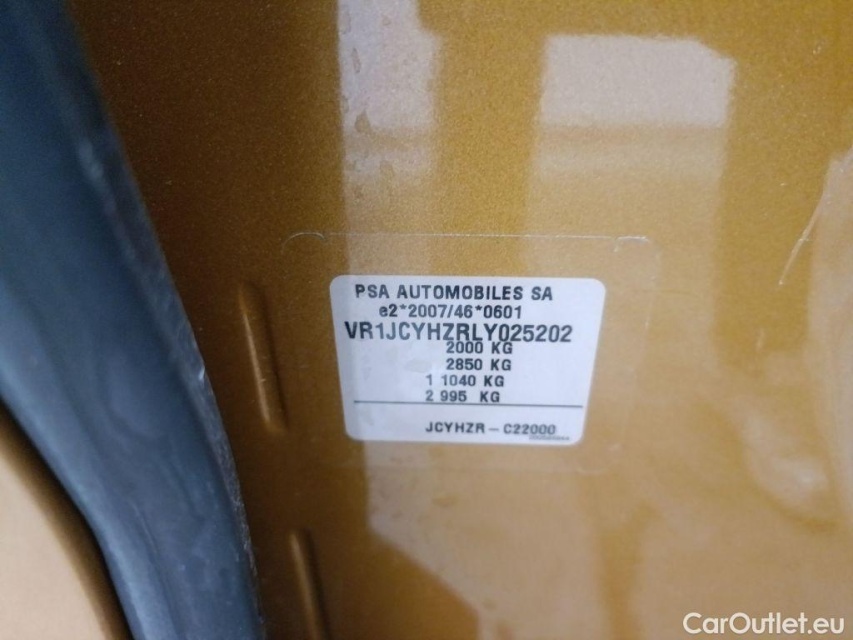 PSA AUTOMOBILES SA
e2*2007/46*0601
VR1JCYHZRLY025202
2000 KG
2850 KG
1 1040 KG
2 995 KG
JCYHZR - C22000
CarOutlet.eu